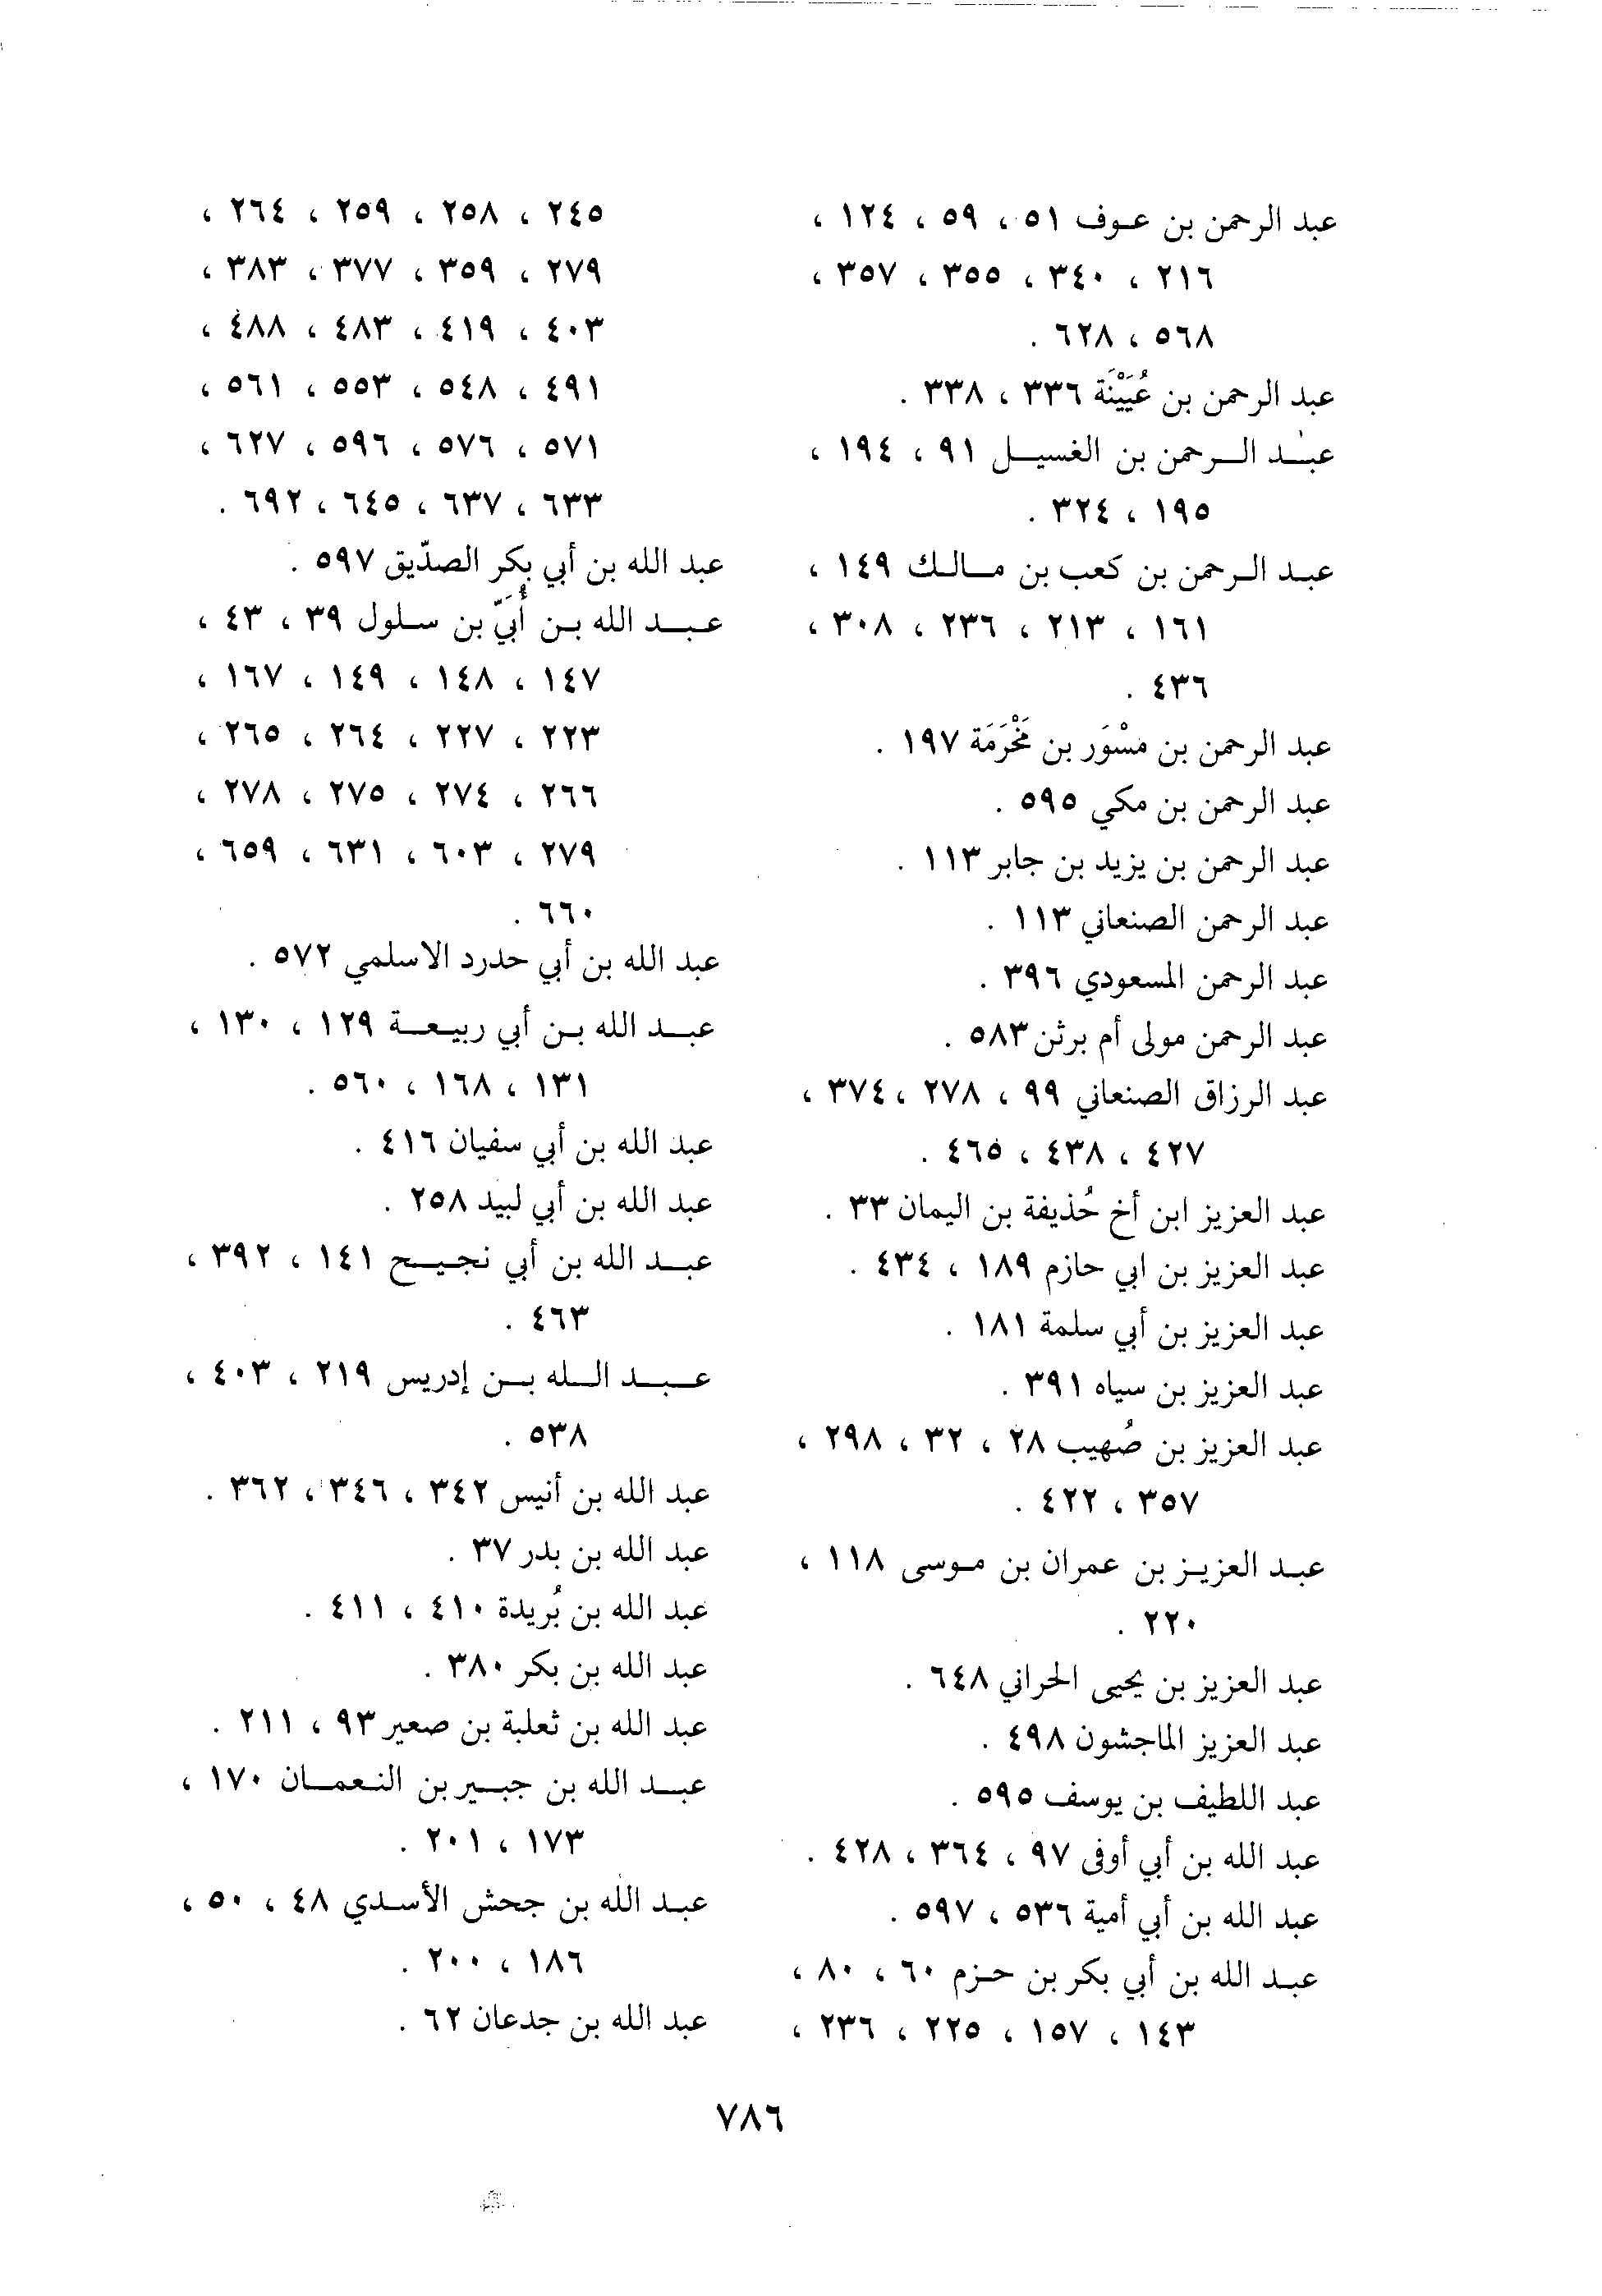 عبد الرحمن بن عوف ٥١ ، ٥٩ ، ١٢٤ ،
٢١٦ ، ٣٤٠ ، ٣٥٥ ، ٣٥٧ ،
٥٦٨ ، ٦٢٨ .
عبد الرحمن بن عُيَيْنَة ٣٣٦ ، ٣٣٨ .
عبد الرحمن بن الغسيل ٩١ ، ١٩٤ ،
١٩٥ ، ٣٢٤ .
عبد الرحمن بن كعب بن مالك ١٤٩ ،
١٦١ ، ٢١٣ ، ٢٣٦ ، ٣٠٨ ،
٤٣٦ .
عبد الرحمن بن مسْوَر بن مَخْرَمَة ١٩٧ .
عبد الرحمن بن مكي ٥٩٥ .
عبد الرحمن بن يزيد بن جابر ١١٣ .
عبد الرحمن الصنعاني ١١٣ .
عبد الرحمن المسعودي ٣٩٦ .
عبد الرحمن مولى أم برثن ٥٨٣ .
عبد الرزاق الصنعاني ٩٩ ، ٢٧٨ ، ٣٧٤ ،
٤٢٧ ، ٤٣٨ ، ٤٦٥ .
عبد العزيز ابن أخ حُذيفة بن اليمان ٣٣ .
عبد العزيز بن ابي حازم ١٨٩ ، ٤٣٤ .
عبد العزيز بن أبي سلمة ١٨١ .
عبد العزيز بن سياه ٣٩١ .
عبد العزيز بن صُهيب ٢٨ ، ٣٢ ، ٢٩٨ ،
٣٥٧ ، ٤٢٢ .
عبد العزيز بن عمران بن موسى ١١٨ ،
٢٢٠ .
عبد العزيز بن يحيى الحراني ٦٤٨ .
عبد العزيز الماجشون ٤٩٨ .
عبد اللطيف بن يوسف ٥٩٥ .
عبد الله بن أبي أوفى ٩٧ ، ٣٦٤ ، ٤٢٨ .
عبد الله بن أبي أمية ٥٣٦ ، ٥٩٧ .
عبد الله بن أبي بكر بن حزم ٦٠ ، ٨٠ ،
١٤٣ ، ١٥٧ ، ٢٢٥ ، ٢٣٦ ،
٢٤٥ ، ٢٥٨ ، ٢٥٩ ، ٢٦٤ ،
٢٧٩ ، ٣٥٩ ، ٣٧٧ ، ٣٨٣ ،
٤٠٣ ، ٤١٩ ، ٤٨٣ ، ٤٨٨ ،
٤٩١ ، ٥٤٨ ، ٥٥٣ ، ٥٦١ ،
٥٧١ ، ٥٧٦ ، ٥٩٦ ، ٦٢٧ ،
٦٣٣ ، ٦٣٧ ، ٦٤٥ ، ٦٩٢ .
عبد الله بن أبي بكر الصدّيق ٥٩٧ .
عبد الله بن أُبيّ بن سلول ٣٩ ، ٤٣ ،
١٤٧ ، ١٤٨ ، ١٤٩ ، ١٦٧ ،
٢٢٣ ، ٢٢٧ ، ٢٦٤ ، ٢٦٥ ،
٢٦٦ ، ٢٧٤ ، ٢٧٥ ، ٢٧٨ ،
٢٧٩ ، ٦٠٣ ، ٦٣١ ، ٦٥٩ ،
٦٦٠ .
عبد الله بن أبي حدرد الاسلمي ٥٧٢ .
عبد الله بن أبي ربيعة ١٢٩ ، ١٣٠ ،
١٣١ ، ١٦٨ ، ٥٦٠ .
عبد الله بن أبي سفيان ٤١٦ .
عبد الله بن أبي لبيد ٢٥٨ .
عبد الله بن أبي نجيح ١٤١ ، ٣٩٢ ،
٤٦٣ .
عبد الله بن إدريس ٢١٩ ، ٤٠٣ ،
٥٣٨ .
عبد الله بن أنيس ٣٤٢ ، ٣٤٦ ، ٣٦٢ .
عبد الله بن بدر ٣٧ .
عبد الله بن بُريدة ٤١٠ ، ٤١١ .
عبد الله بن بكر ٣٨٠ .
عبد الله بن ثعلبة بن صعير ٩٣ ، ٢١١ .
عبد الله بن جبير بن النعمان ١٧٠ ،
١٧٣ ، ٢٠١ .
عبد الله بن جحش الأسدي ٤٨ ، ٥٠ ،
١٨٦ ، ٢٠٠ .
عبد الله بن جدعان ٦٢ .
٧٨٦